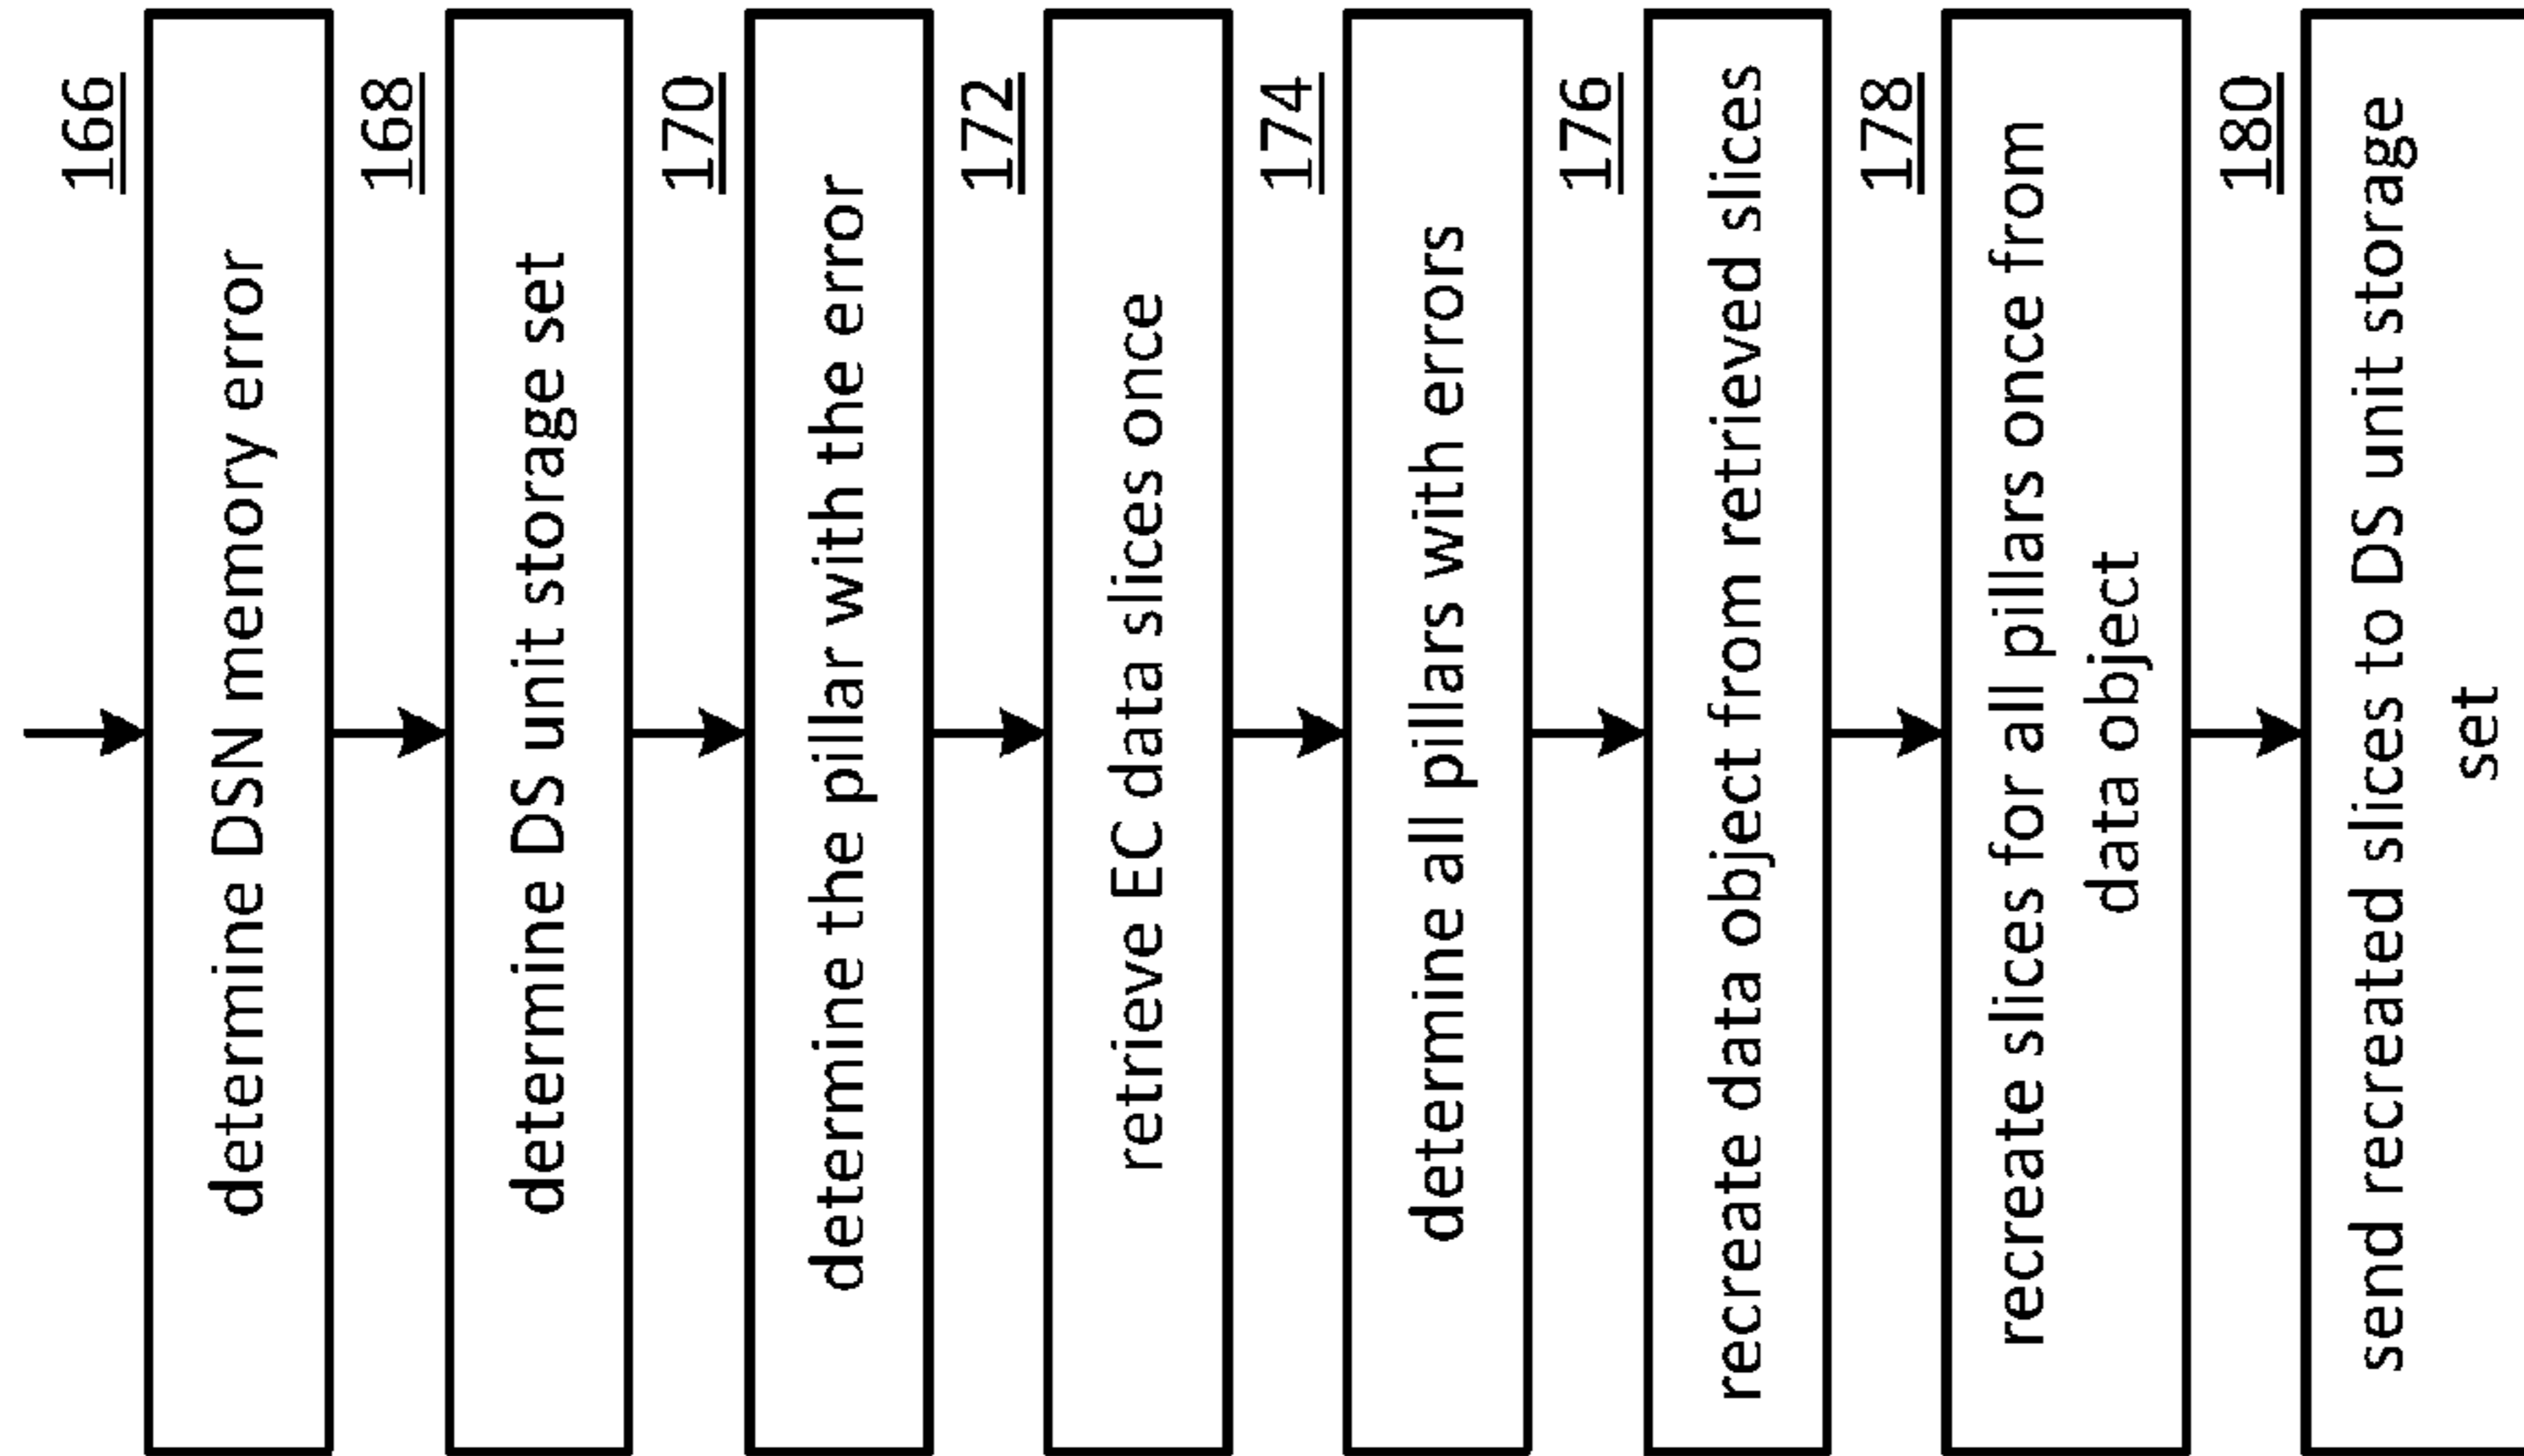 166
determine DSN memory error
168
determine DS unit storage set
170
determine the pillar with the error
172
retrieve EC data slices once
174
determine all pillars with errors
176
recreate data object from retrieved slices
178
recreate slices for all pillars once from
data object
180
send recreated slices to DS unit storage
set